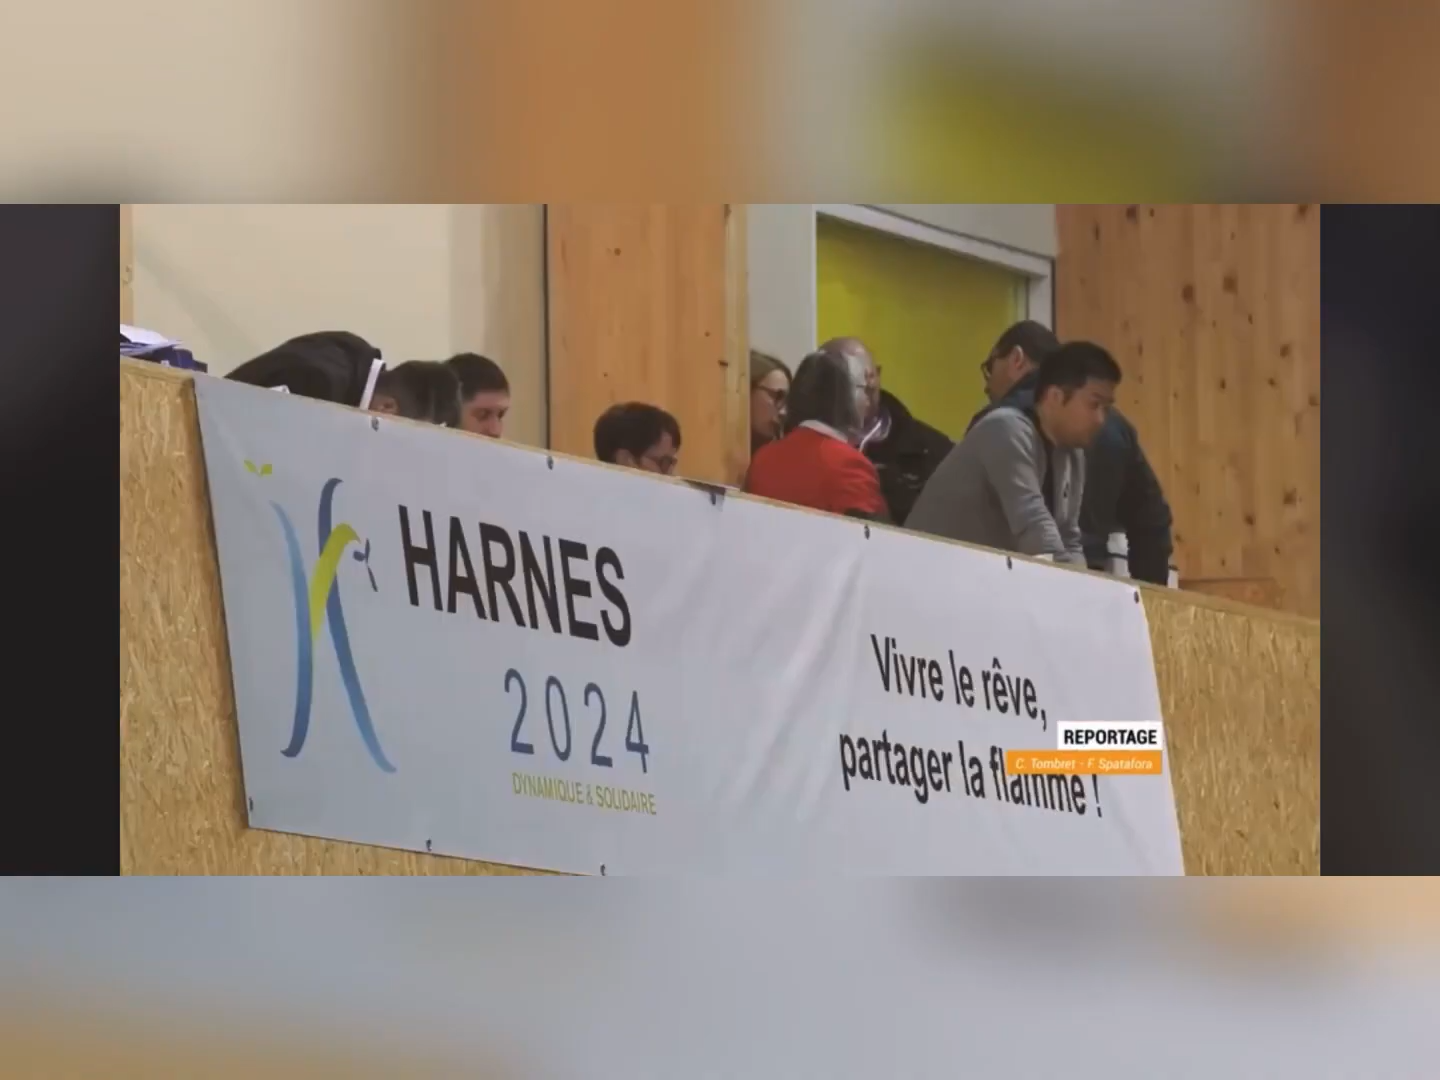 HARNES
2024
DYNAMIQUE & SOLIDAIRE
Vivre le rêve,
partager la flamme !
REPORTAGE
C. Tombret - F. Spatafora